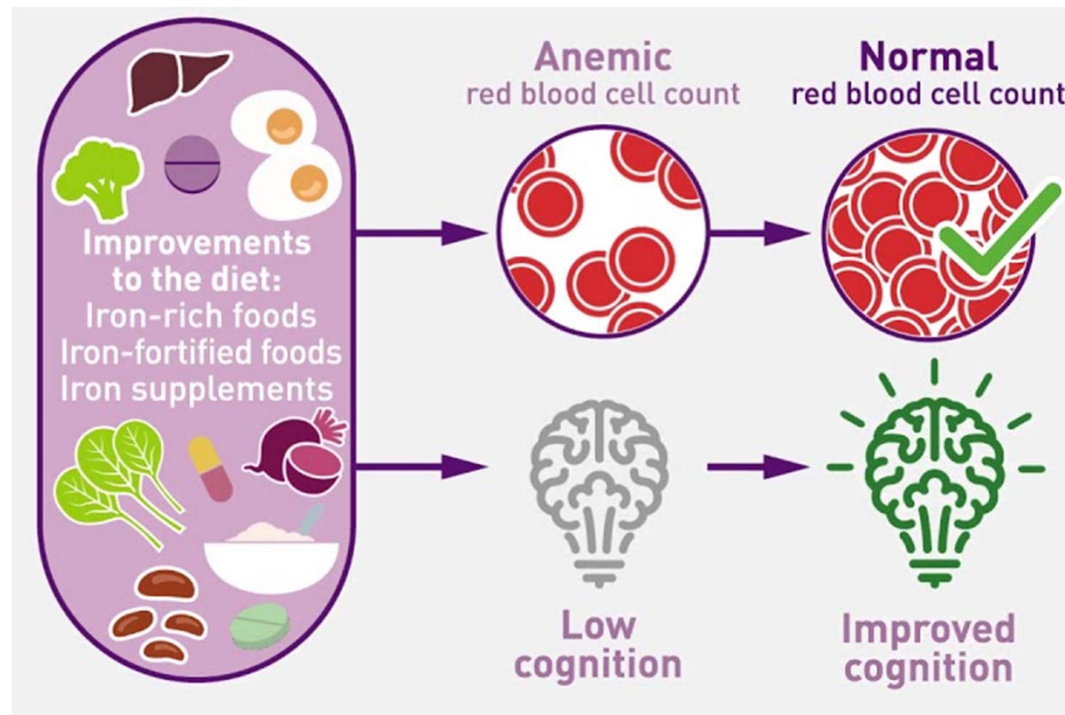 Improvements
to the diet:
Iron-rich foods
Iron-fortified foods
Iron supplements
Anemic
red blood cell count
Normal
red blood cell count
Low
cognition
Improved
cognition